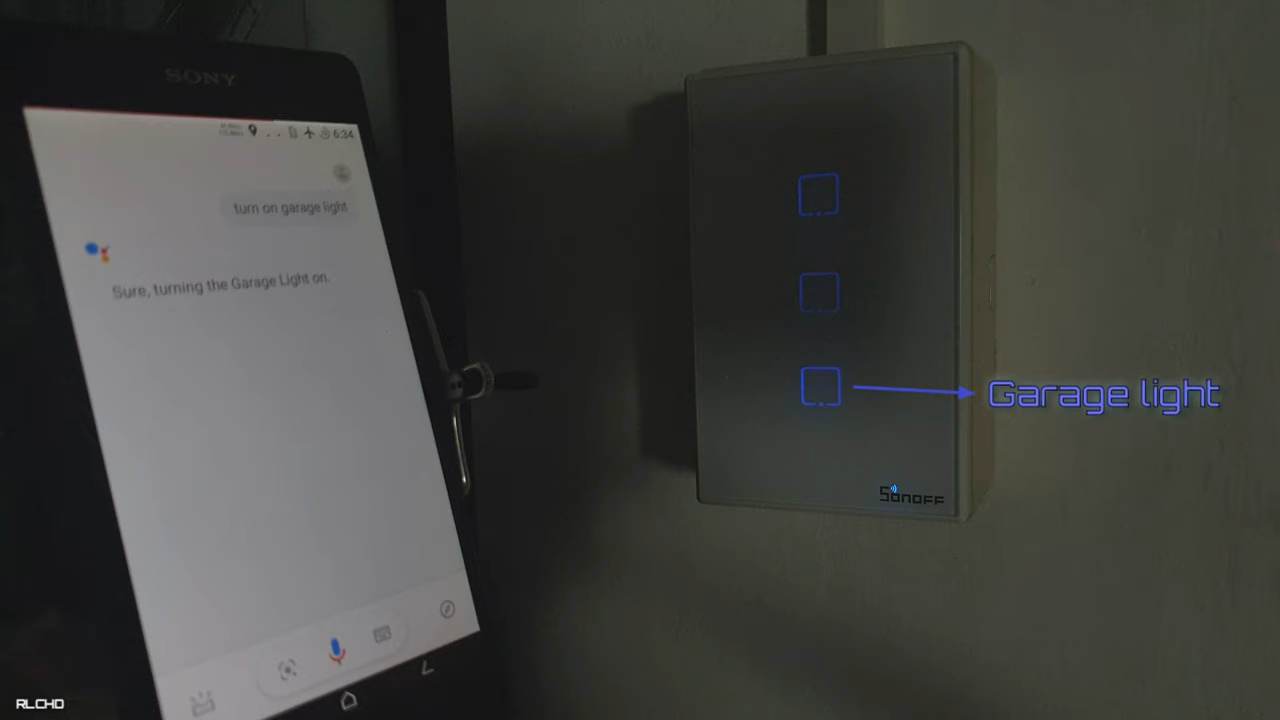 SONY
6:34
turn on garage light
Sure, turning the Garage Light on.
Garage light
SONOFF
RLCHD